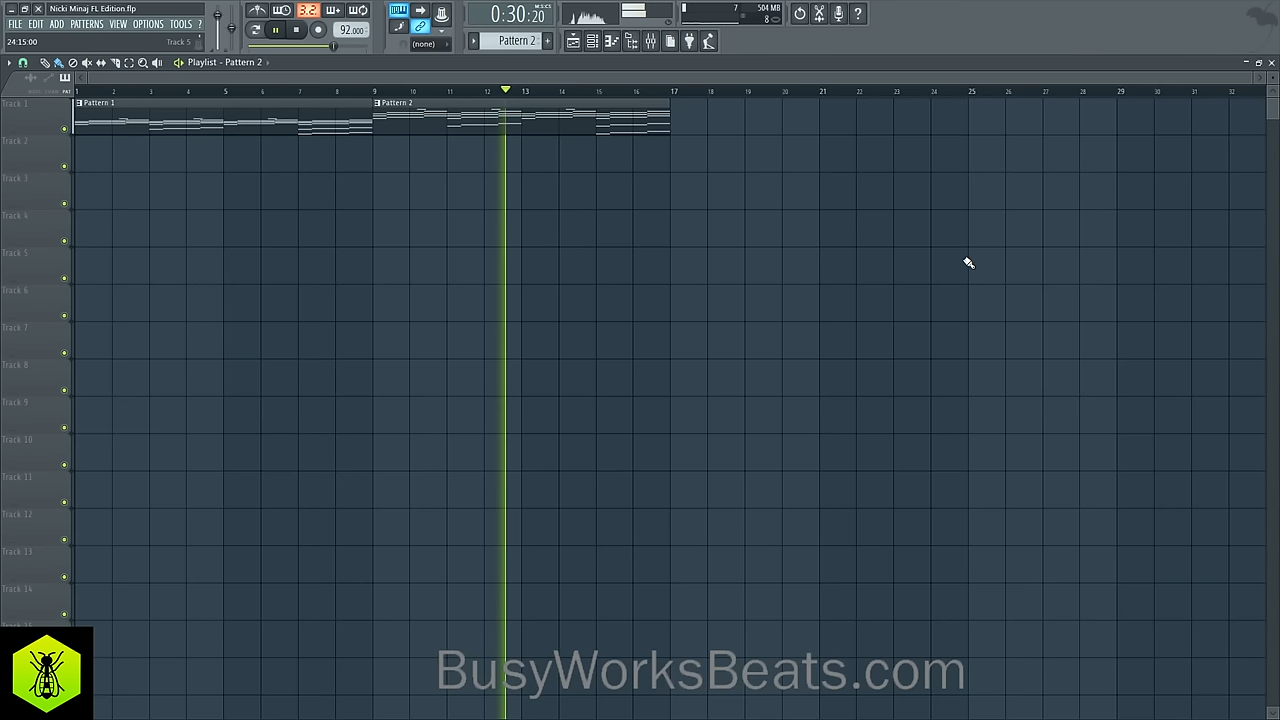 Nicki Minaj FL Edition.flp
FILE EDIT ADD PATTERNS VIEW OPTIONS TOOLS ?
24:15:00 Track 5
3.2.
92.000
(none)
0:30:20 M:S:CS
Pattern 2
7 504 MB
8
Playlist - Pattern 2
1 2 3 4 5 6 7 8 9 10 11 12 13 14 15 16 17 18 19 20 21 22 23 24 25 26 27 28 29 30 31 32
Track 1
Pattern 1 Pattern 2
Track 2
Track 3
Track 4
Track 5
Track 6
Track 7
Track 8
Track 9
Track 10
Track 11
Track 12
Track 13
Track 14
BusyWorksBeats.com